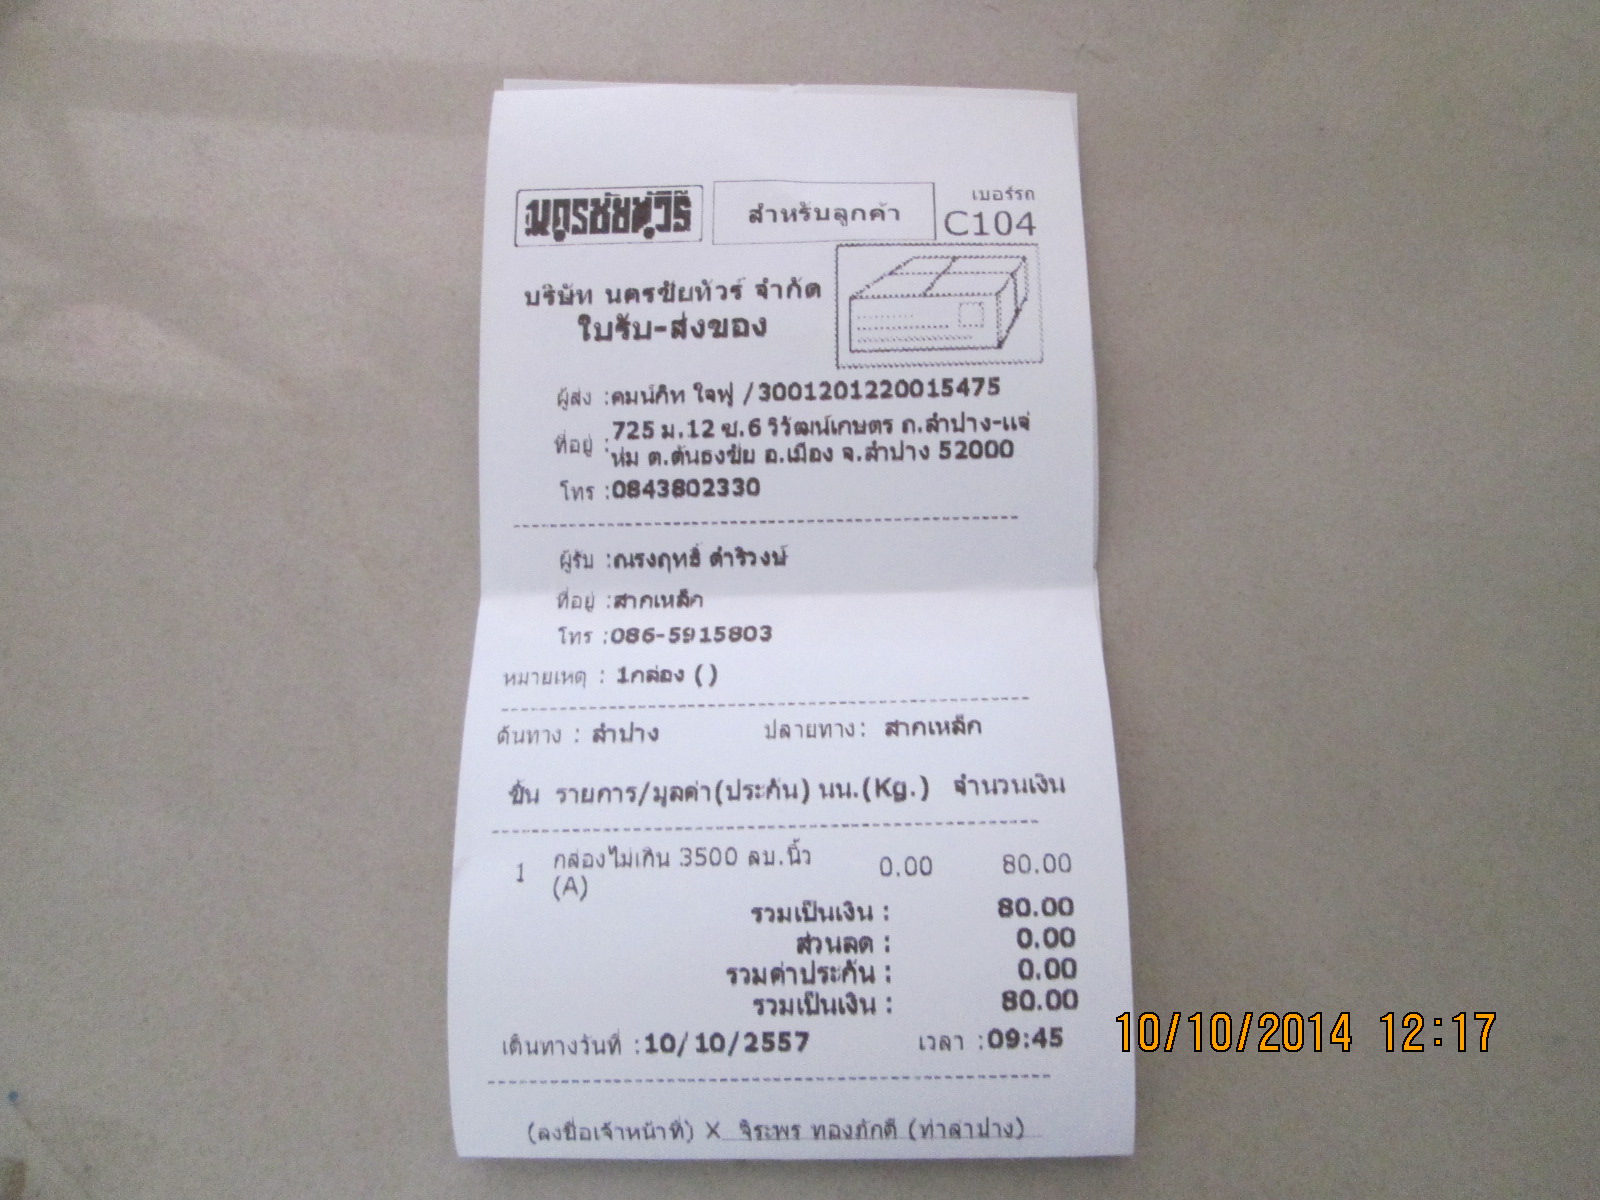 นครชัยทัวร์
สำหรับลูกค้า
เบอร์รถ
C104
บริษัท นครชัยทัวร์ จำกัด
ใบรับ-ส่งของ
ผู้ส่ง :คมน์กิท ใจฟู /3001201220015475
ที่อยู่ :725 ม.12 ซ.6 วิวัฒน์เกษตร ถ.ลำปาง-แจ่
ห่ม ต.ต้นธงชัย อ.เมือง จ.ลำปาง 52000
โทร :0843802330
ผู้รับ :ณรงฤทธิ์ ดำริวงษ์
ที่อยู่ :สากเหล็ก
โทร :086-5915803
หมายเหตุ : 1กล่อง ()
ต้นทาง : ลำปาง ปลายทาง: สากเหล็ก
ชิ้น รายการ/มูลค่า(ประกัน) นน.(Kg.) จำนวนเงิน
1 กล่องไม่เกิน 3500 ลบ.นิ้ว 0.00 80.00
(A)
รวมเป็นเงิน : 80.00
ส่วนลด : 0.00
รวมค่าประกัน : 0.00
รวมเป็นเงิน : 80.00
เดินทางวันที่ :10/10/2557 เวลา :09:45
(ลงชื่อเจ้าหน้าที่) X จิระพร ทองภักดี (ท่าลำปาง)
10/10/2014 12:17